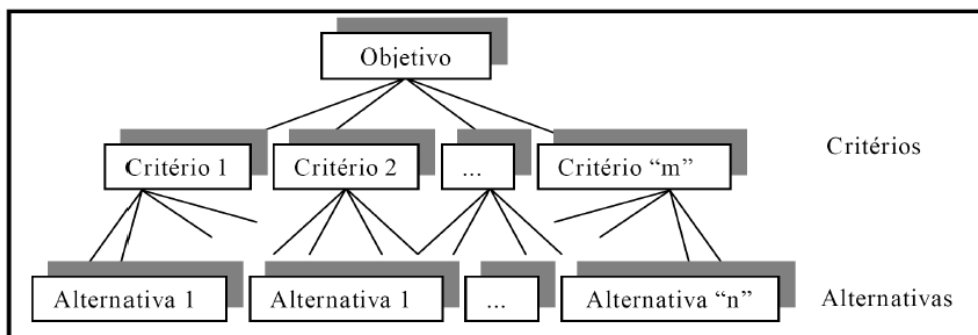 Objetivo
Critério 1 Critério 2 ... Critério “m” Critérios
Alternativa 1 Alternativa 1 ... Alternativa “n” Alternativas